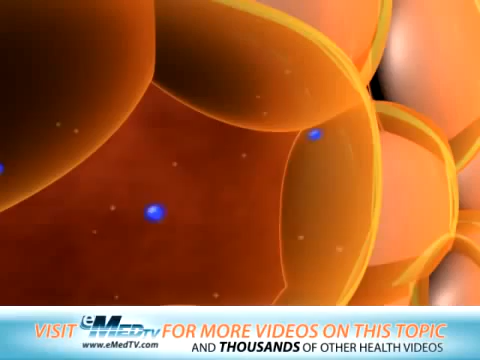 VISIT eMEDTV FOR MORE VIDEOS ON THIS TOPIC
www.eMedTV.com AND THOUSANDS OF OTHER HEALTH VIDEOS